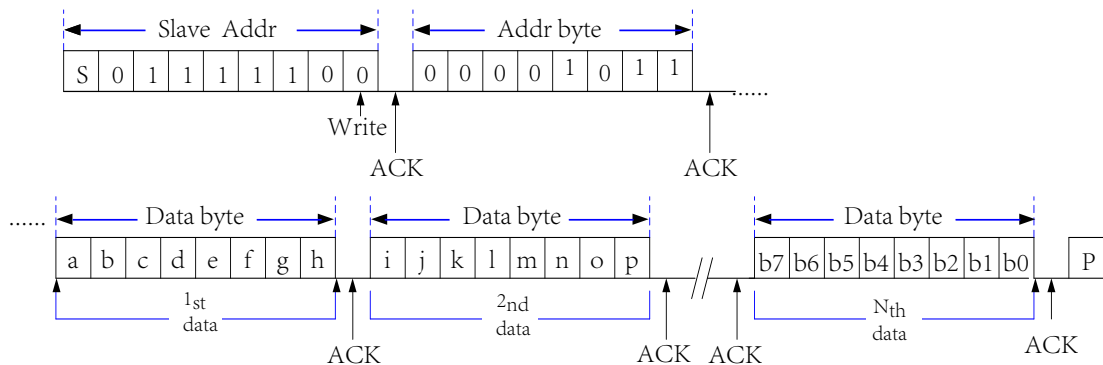 Slave Addr Addr byte
S 0 1 1 1 1 1 0 0 0 0 0 0 1 0 1 1
......
Write
ACK ACK
...... Data byte Data byte Data byte
a b c d e f g h i j k l m n o p b7 b6 b5 b4 b3 b2 b1 b0 P
1st 2nd Nth
data data data
ACK ACK ACK ACK